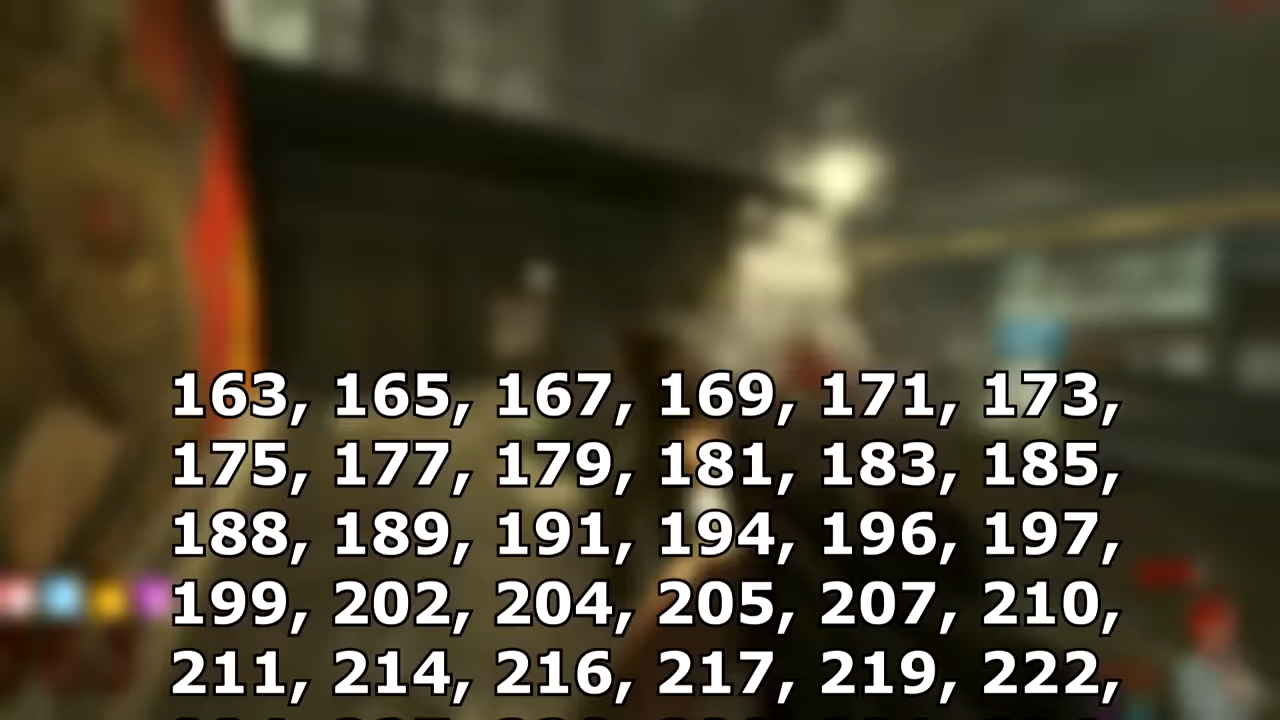 163, 165, 167, 169, 171, 173,
175, 177, 179, 181, 183, 185,
188, 189, 191, 194, 196, 197,
199, 202, 204, 205, 207, 210,
211, 214, 216, 217, 219, 222,